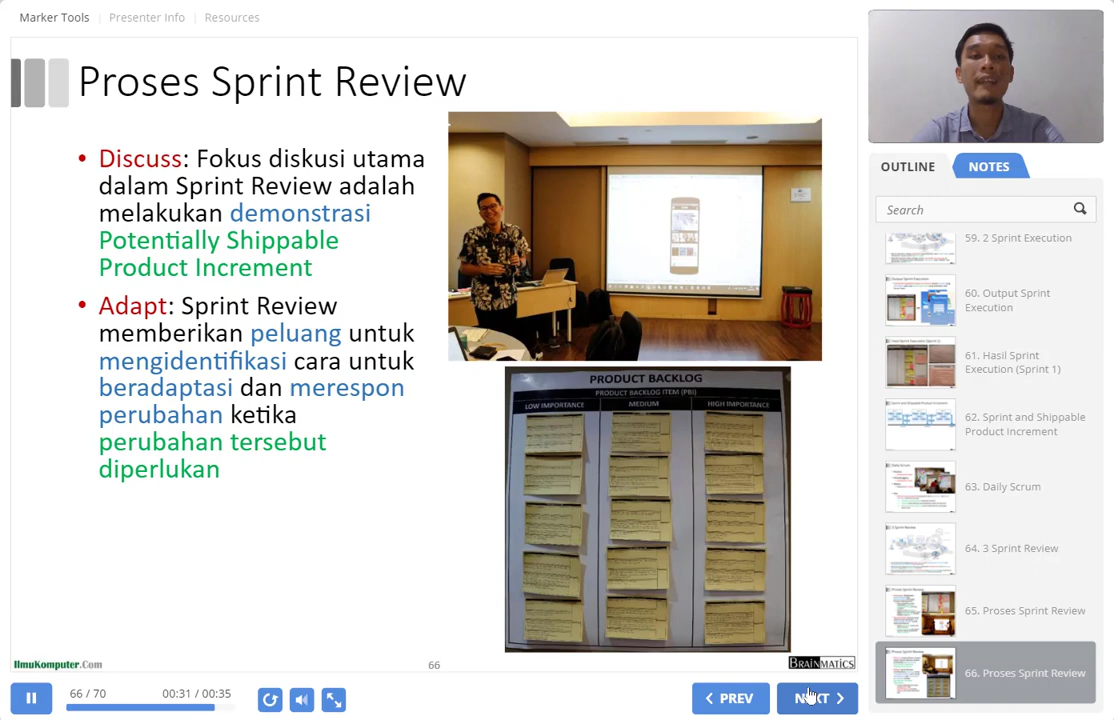 Marker Tools | Presenter Info | Resources
Proses Sprint Review
• Discuss: Fokus diskusi utama
dalam Sprint Review adalah
melakukan demonstrasi
Potentially Shippable
Product Increment
• Adapt: Sprint Review
memberikan peluang untuk
mengidentifikasi cara untuk
beradaptasi dan merespon
perubahan ketika
perubahan tersebut
diperlukan
PRODUCT BACKLOG
PRODUCT BACKLOG ITEM (PBI)
LOW IMPORTANCE MEDIUM HIGH IMPORTANCE
IlmuKomputer.Com
66
BRAINMATICS
66 / 70
00:31 / 00:35
PREV
NEXT
OUTLINE
NOTES
Search
59. 2 Sprint Execution
60. Output Sprint
Execution
61. Hasil Sprint
Execution (Sprint 1)
62. Sprint and Shippable
Product Increment
63. Daily Scrum
64. 3 Sprint Review
65. Proses Sprint Review
66. Proses Sprint Review